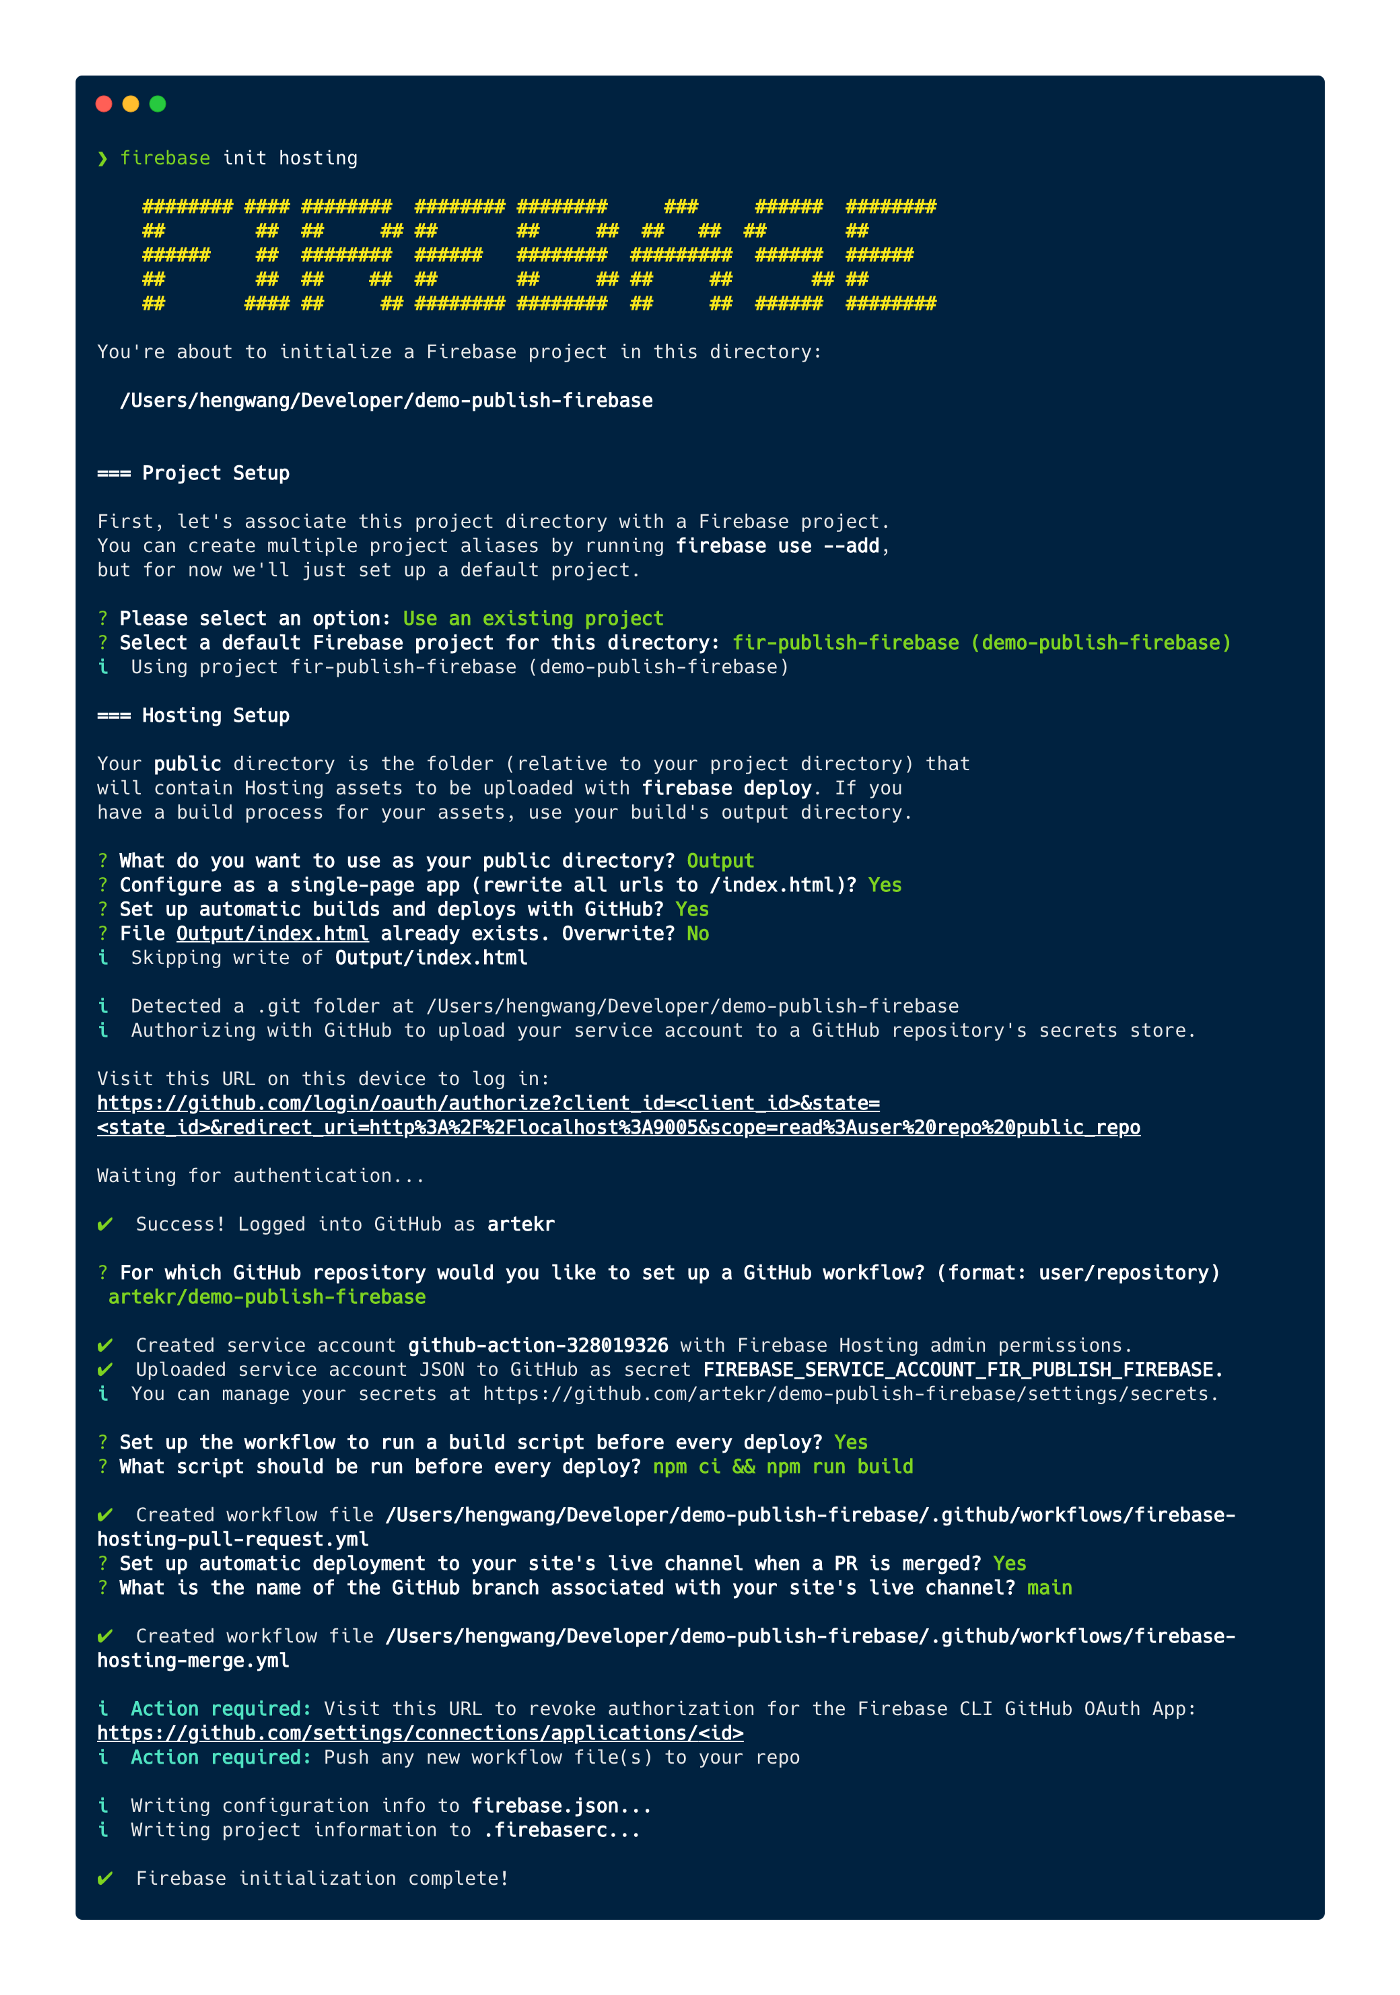 ❯ firebase init hosting
######## #### ########  ######## ########     ###     ######  ########
##        ##  ##     ## ##       ##     ##  ##   ##  ##       ##
######    ##  ########  ######   ########  #########  ######  ######
##        ##  ##    ##  ##       ##     ## ##     ##       ## ##
##       #### ##     ## ######## ########  ##     ##  ######  ########
You're about to initialize a Firebase project in this directory:
/Users/hengwang/Developer/demo-publish-firebase
=== Project Setup
First, let's associate this project directory with a Firebase project.
You can create multiple project aliases by running firebase use --add,
but for now we'll just set up a default project.
? Please select an option: Use an existing project
? Select a default Firebase project for this directory: fir-publish-firebase (demo-publish-firebase)
i  Using project fir-publish-firebase (demo-publish-firebase)
=== Hosting Setup
Your public directory is the folder (relative to your project directory) that
will contain Hosting assets to be uploaded with firebase deploy. If you
have a build process for your assets, use your build's output directory.
? What do you want to use as your public directory? Output
? Configure as a single-page app (rewrite all urls to /index.html)? Yes
? Set up automatic builds and deploys with GitHub? Yes
? File Output/index.html already exists. Overwrite? No
i  Skipping write of Output/index.html
i  Detected a .git folder at /Users/hengwang/Developer/demo-publish-firebase
i  Authorizing with GitHub to upload your service account to a GitHub repository's secrets store.
Visit this URL on this device to log in:
https://github.com/login/oauth/authorize?client_id=<client_id>&state=
<state_id>&redirect_uri=http%3A%2F%2Flocalhost%3A9005&scope=read%3Auser%20repo%20public_repo
Waiting for authentication...
✔  Success! Logged into GitHub as artekr
? For which GitHub repository would you like to set up a GitHub workflow? (format: user/repository)
artekr/demo-publish-firebase
✔  Created service account github-action-328019326 with Firebase Hosting admin permissions.
✔  Uploaded service account JSON to GitHub as secret FIREBASE_SERVICE_ACCOUNT_FIR_PUBLISH_FIREBASE.
i  You can manage your secrets at https://github.com/artekr/demo-publish-firebase/settings/secrets.
? Set up the workflow to run a build script before every deploy? Yes
? What script should be run before every deploy? npm ci && npm run build
✔  Created workflow file /Users/hengwang/Developer/demo-publish-firebase/.github/workflows/firebase-
hosting-pull-request.yml
? Set up automatic deployment to your site's live channel when a PR is merged? Yes
? What is the name of the GitHub branch associated with your site's live channel? main
✔  Created workflow file /Users/hengwang/Developer/demo-publish-firebase/.github/workflows/firebase-
hosting-merge.yml
i  Action required: Visit this URL to revoke authorization for the Firebase CLI GitHub OAuth App:
https://github.com/settings/connections/applications/<id>
i  Action required: Push any new workflow file(s) to your repo
i  Writing configuration info to firebase.json...
i  Writing project information to .firebaserc...
✔  Firebase initialization complete!